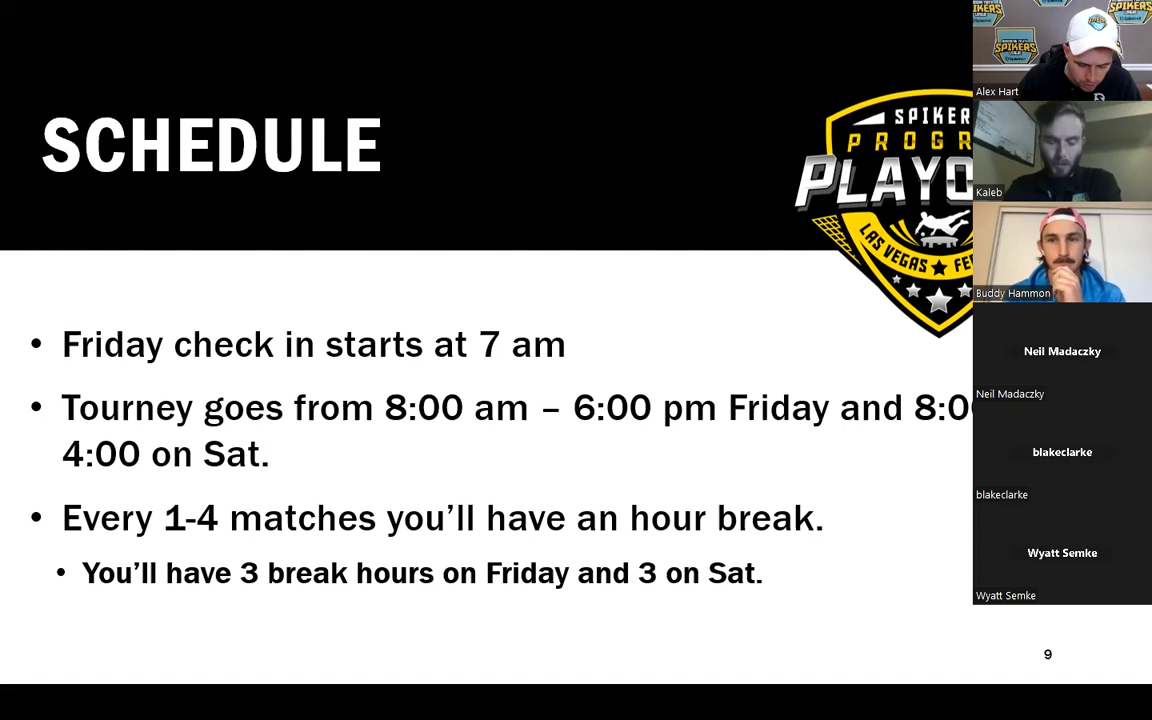 SCHEDULE
SPIKER
PROGR
PLAYO
LAS VEGAS ★ FE
• Friday check in starts at 7 am
• Tourney goes from 8:00 am – 6:00 pm Friday and 8:0
4:00 on Sat.
• Every 1-4 matches you’ll have an hour break.
• You’ll have 3 break hours on Friday and 3 on Sat.
9
SPIKERS
Alex Hart
Kaleb
Buddy Hammon
Neil Madaczky
Neil Madaczky
blakeclarke
blakeclarke
Wyatt Semke
Wyatt Semke